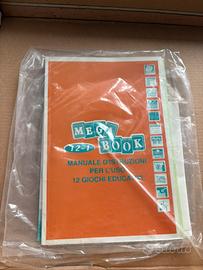 MEGA
12-1
BOOK
MANUALE D'ISTRUZIONI
PER L'USO
12 GIOCHI EDUCATIVI